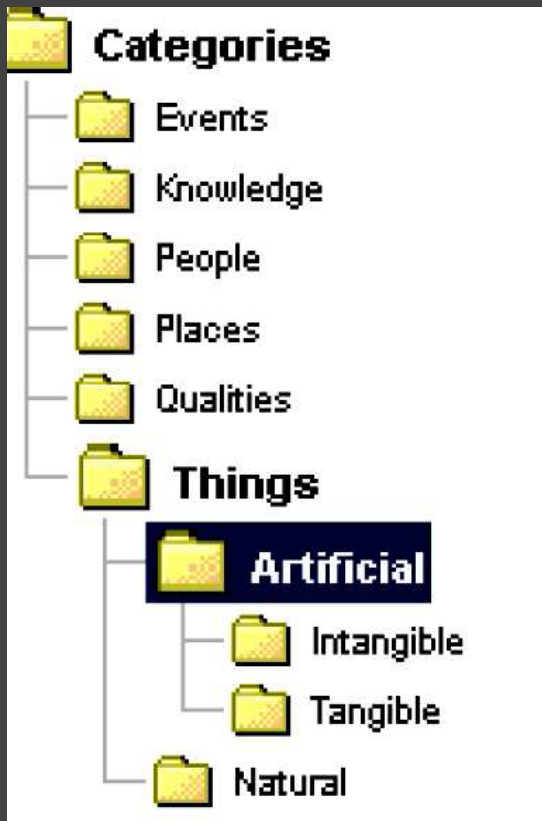 Categories
Events
Knowledge
People
Places
Qualities
Things
Artificial
Intangible
Tangible
Natural